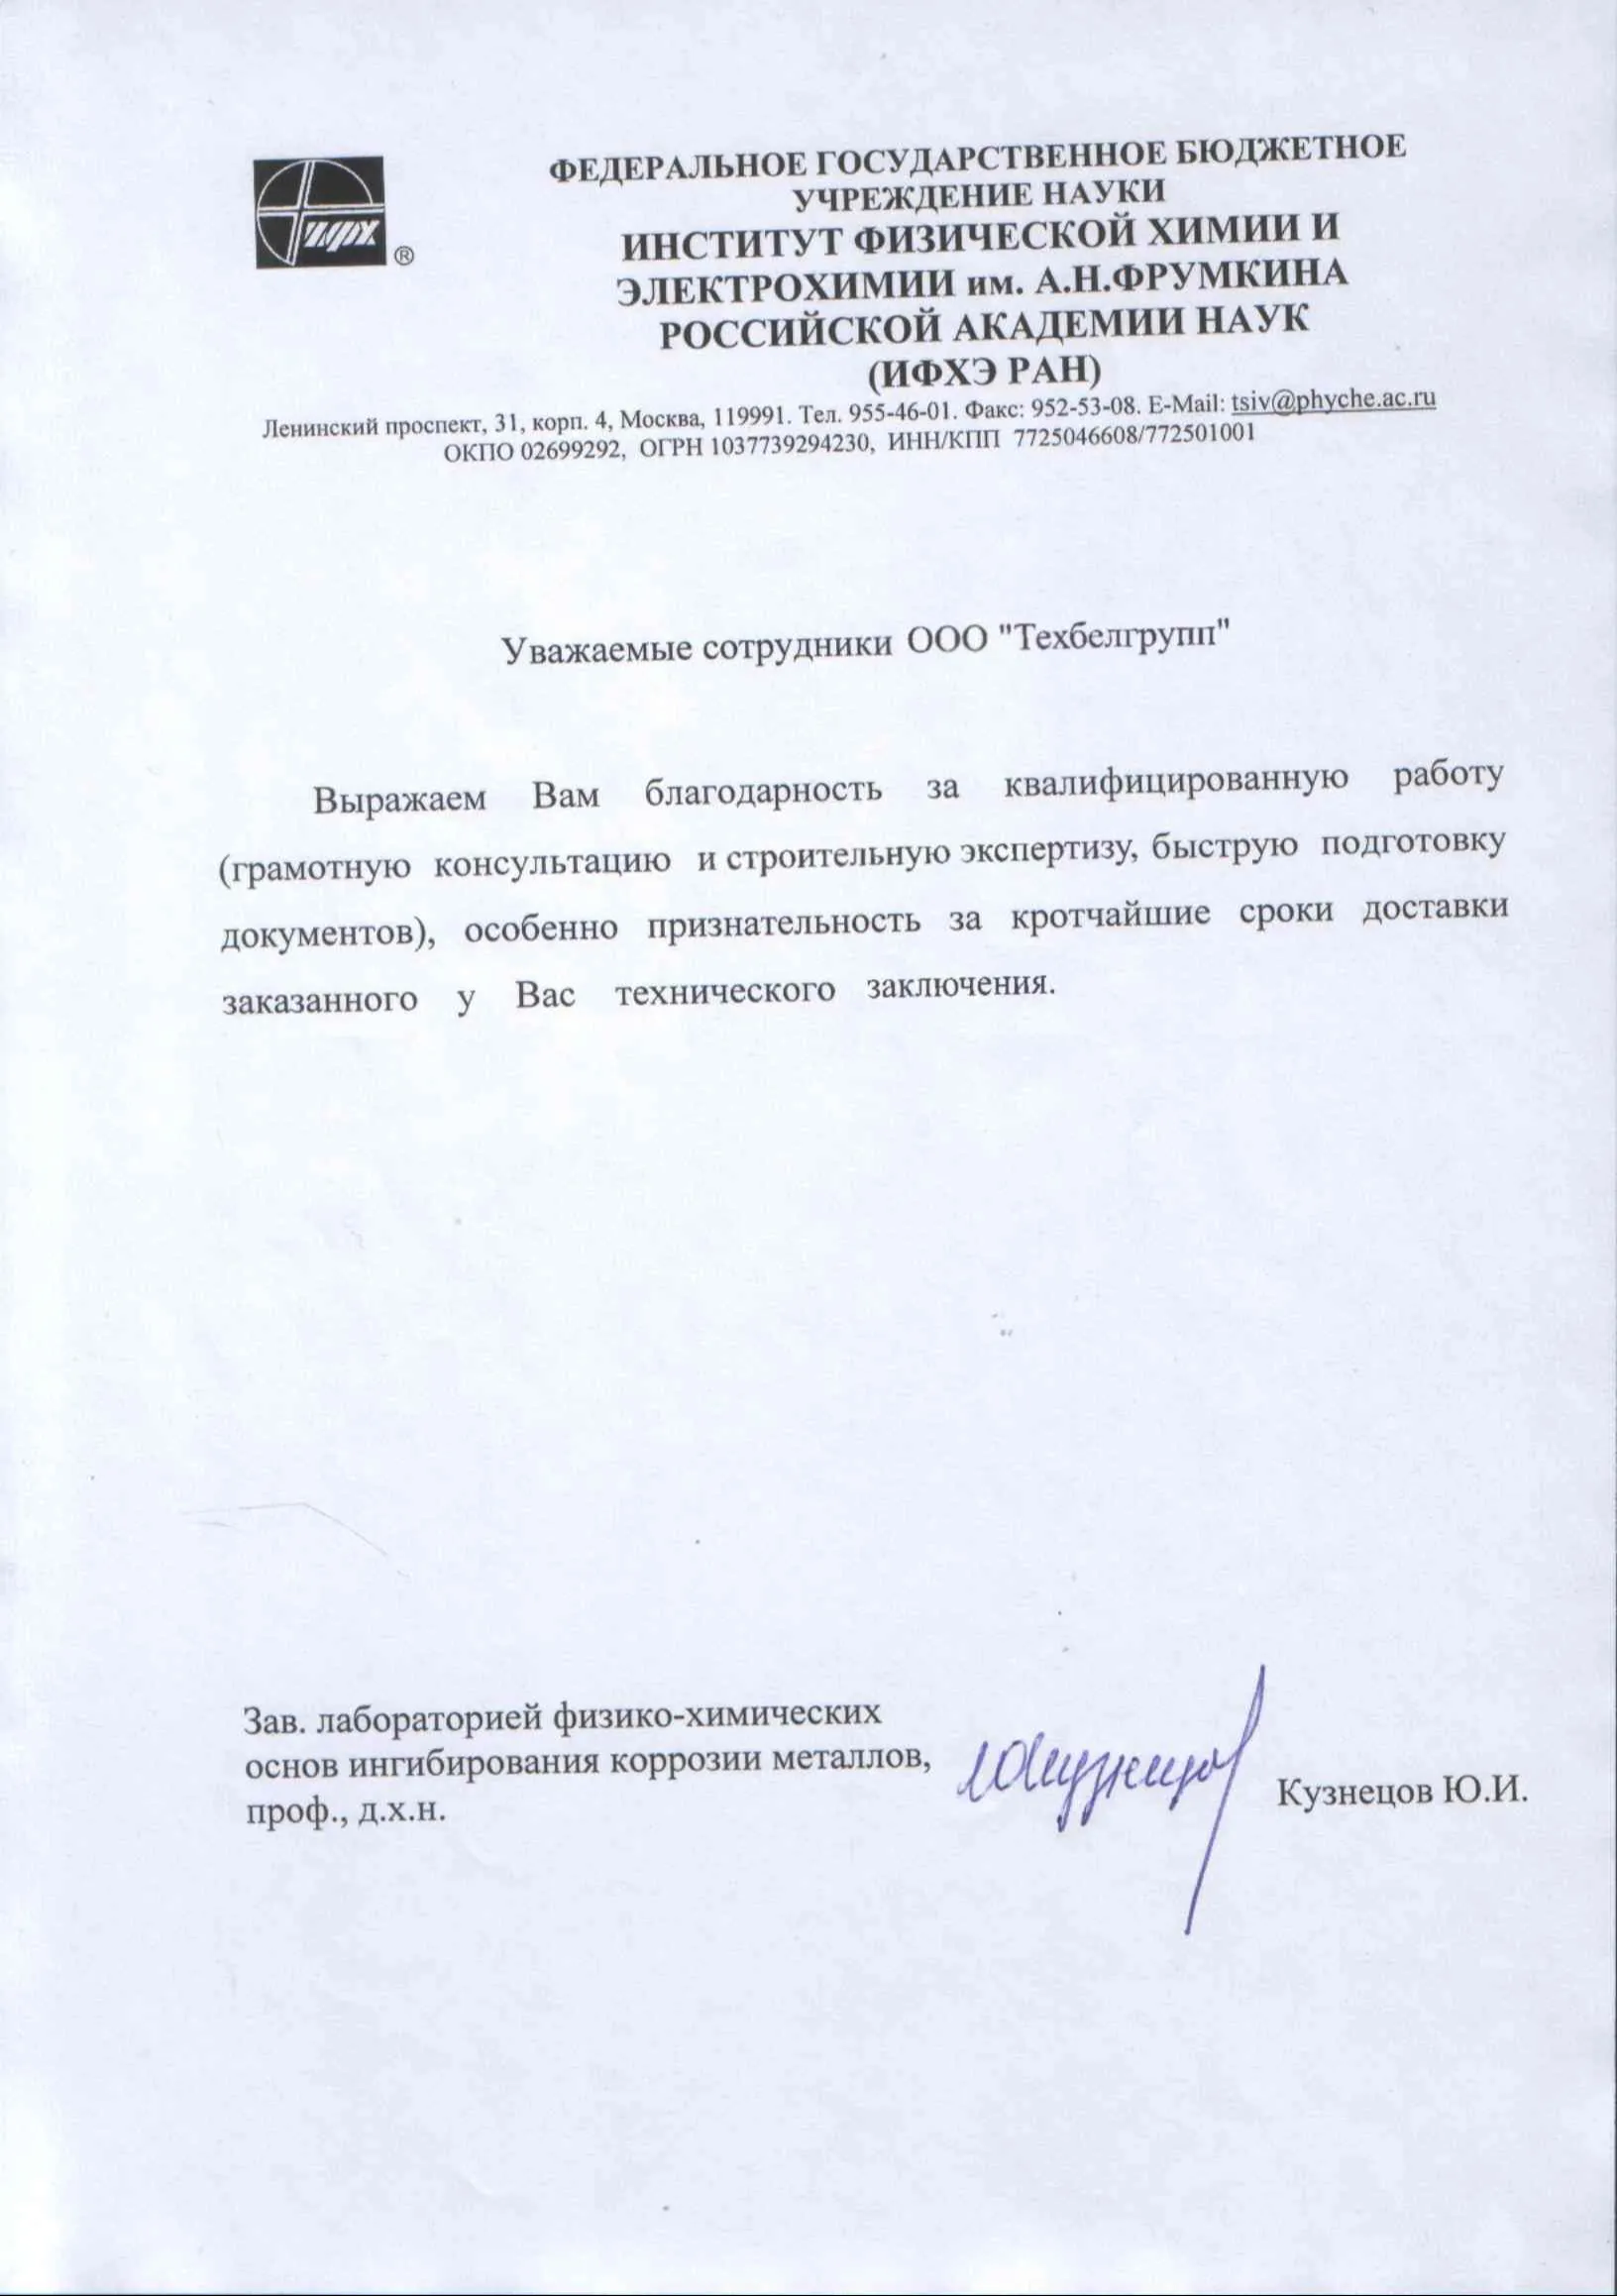 ФЕДЕРАЛЬНОЕ ГОСУДАРСТВЕННОЕ БЮДЖЕТНОЕ
УЧРЕЖДЕНИЕ НАУКИ
ИНСТИТУТ ФИЗИЧЕСКОЙ ХИМИИ И
ЭЛЕКТРОХИМИИ им. А.Н.ФРУМКИНА
РОССИЙСКОЙ АКАДЕМИИ НАУК
(ИФХЭ РАН)
ИФХ ®
Ленинский проспект, 31, корп. 4, Москва, 119991. Тел. 955-46-01. Факс: 952-53-08. E-Mail: tsiv@phyche.ac.ru
ОКПО 02699292, ОГРН 1037739294230, ИНН/КПП 7725046608/772501001
Уважаемые сотрудники ООО "Техбелгрупп"
Выражаем Вам благодарность за квалифицированную работу
(грамотную консультацию и строительную экспертизу, быструю подготовку
документов), особенно признательность за кротчайшие сроки доставки
заказанного у Вас технического заключения.
Зав. лабораторией физико-химических
основ ингибирования коррозии металлов,
проф., д.х.н.
Кузнецов Ю.И.